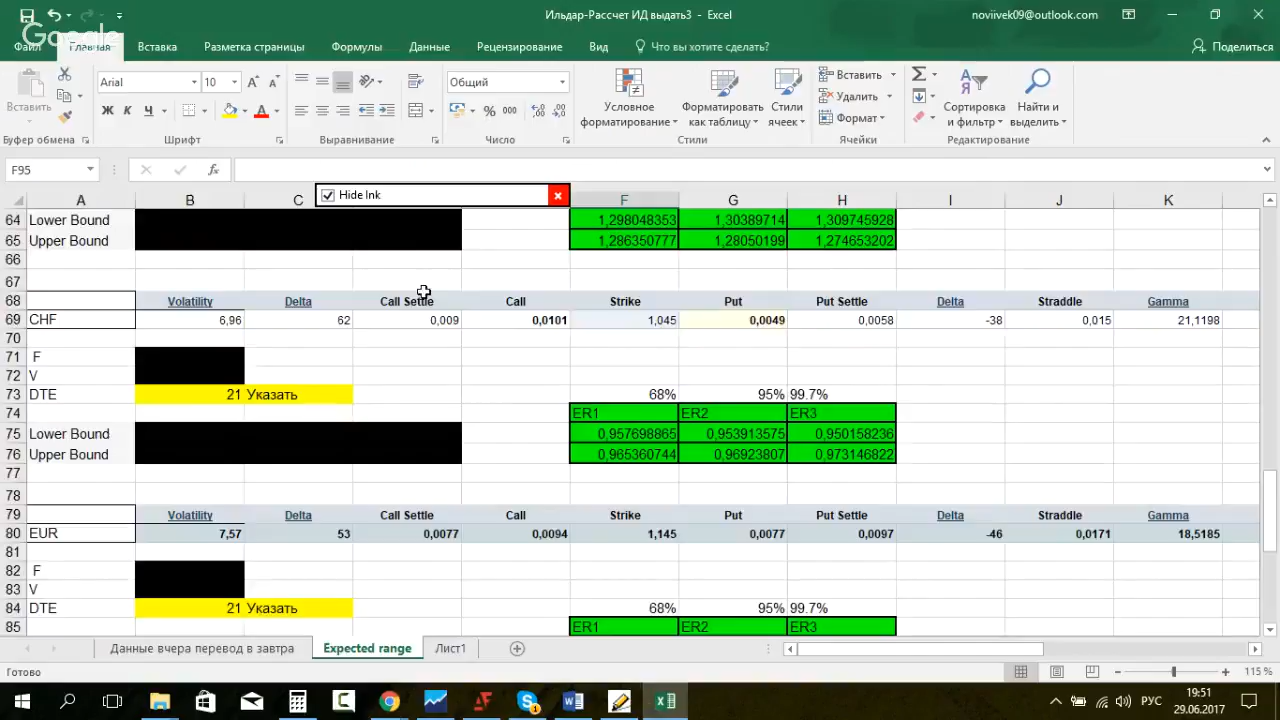 Ильдар-Рассчет ИД выдать3 - Excel
noviivek09@outlook.com
Google
Файл Главная Вставка Разметка страницы Формулы Данные Рецензирование Вид Что вы хотите сделать? Поделиться
Вставить
Arial 10
Ж К Ч
Общий
% 000
Условное форматирование
Форматировать как таблицу
Стили ячеек
Вставить
Удалить
Формат
Сортировка и фильтр
Найти и выделить
Буфер обмена Шрифт Выравнивание Число Стили Ячейки Редактирование
F95 fx
Hide Ink
A B C F G H I J K
64 Lower Bound 1,298048353 1,30389714 1,309745928
65 Upper Bound 1,286350777 1,28050199 1,274653202
66
67
68 Volatility Delta Call Settle Call Strike Put Put Settle Delta Straddle Gamma
69 CHF 6,96 62 0,009 0,0101 1,045 0,0049 0,0058 -38 0,015 21,1198
70
71 F
72 V
73 DTE 21 Указать 68% 95% 99.7%
74 ER1 ER2 ER3
75 Lower Bound 0,957698865 0,953913575 0,950158236
76 Upper Bound 0,965360744 0,96923807 0,973146822
77
78
79 Volatility Delta Call Settle Call Strike Put Put Settle Delta Straddle Gamma
80 EUR 7,57 53 0,0077 0,0094 1,145 0,0077 0,0097 -46 0,0171 18,5185
81
82 F
83 V
84 DTE 21 Указать 68% 95% 99.7%
85 ER1 ER2 ER3
Данные вчера перевод в завтра Expected range Лист1
Готово 115 %
РУС
19:51
29.06.2017